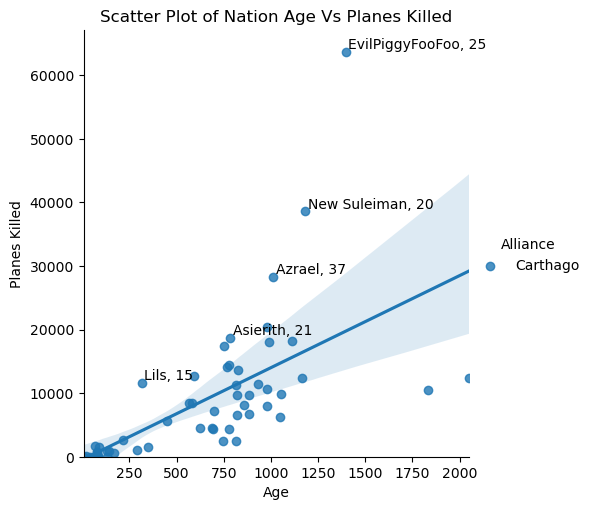 Scatter Plot of Nation Age Vs Planes Killed
EvilPiggyFooFoo, 25
60000
50000
New Suleiman, 20
40000
Planes Killed
Alliance
Carthago
Azrael, 37
30000
20000
Asierith, 21
Lils, 15
10000
0
250 500 750 1000 1250 1500 1750 2000
Age